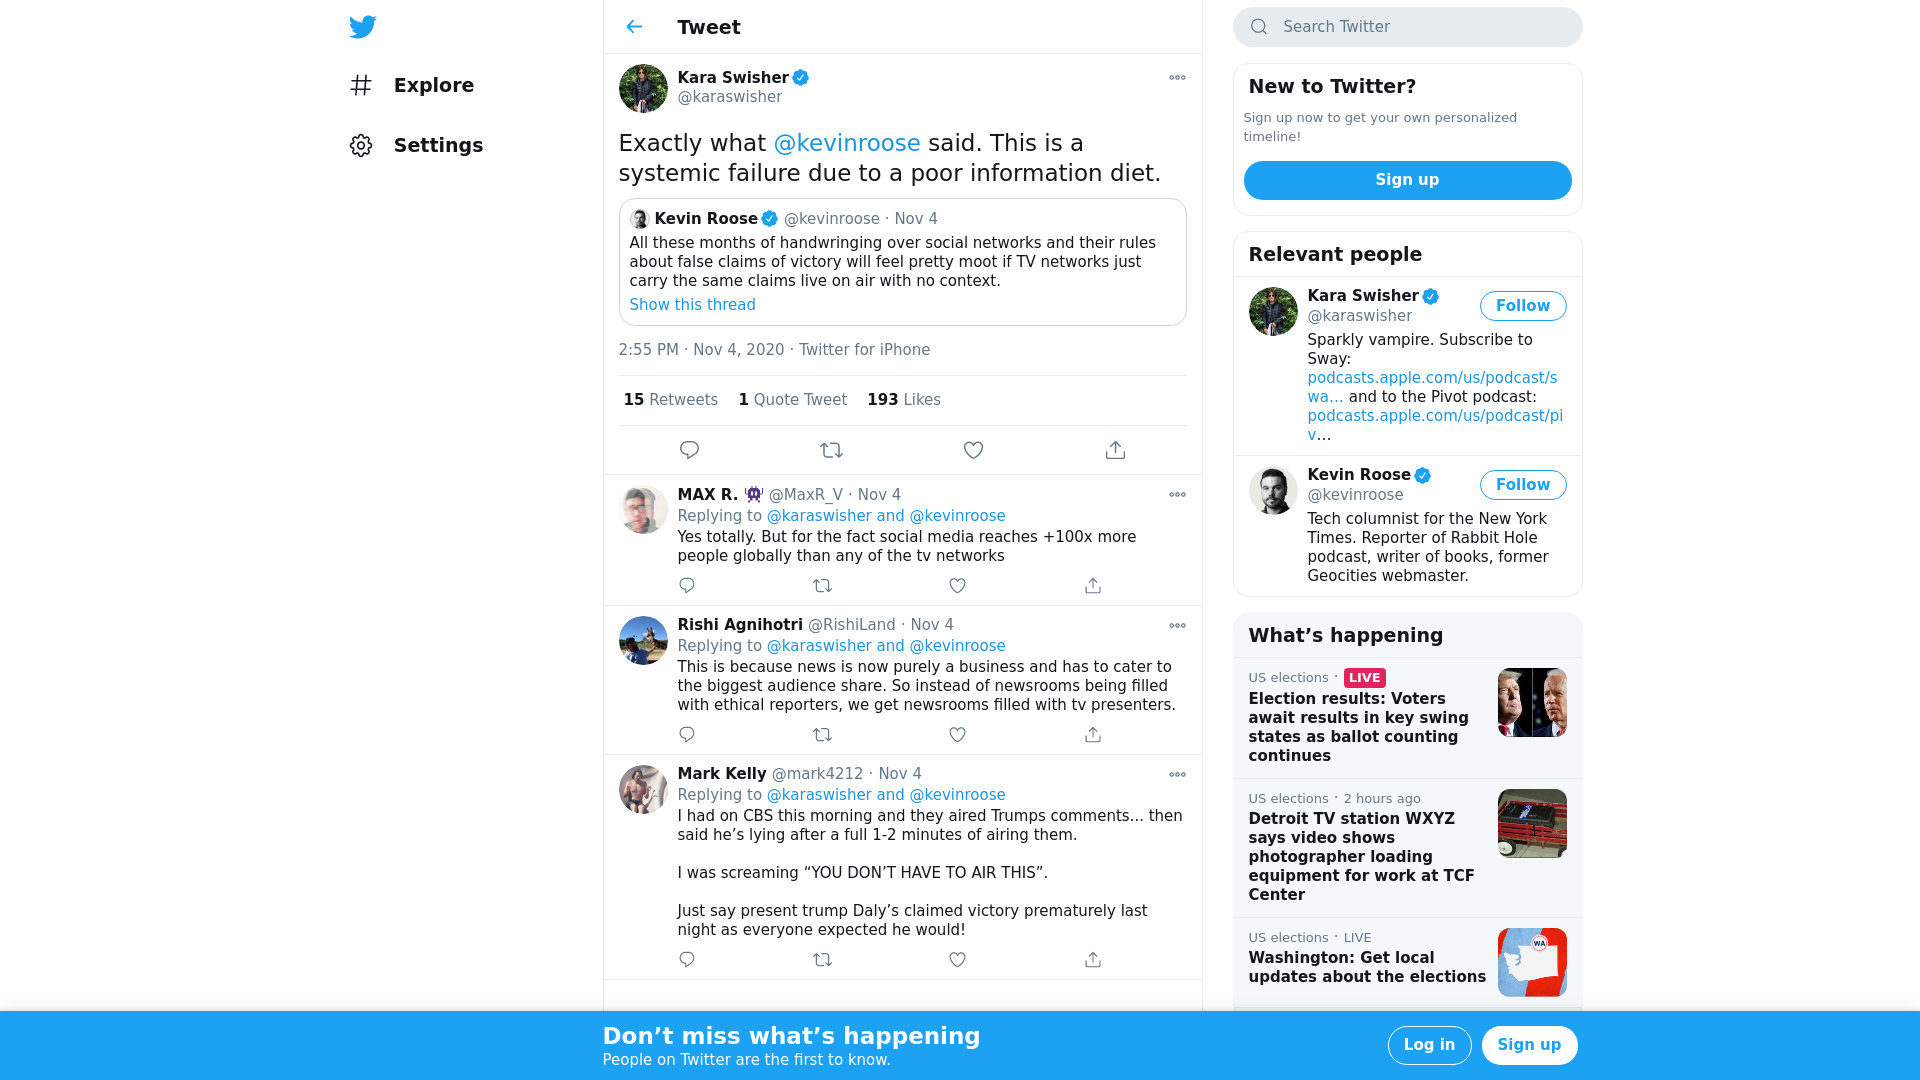 Explore
Settings
Tweet
Kara Swisher
@karaswisher
Exactly what @kevinroose said. This is a
systemic failure due to a poor information diet.
Kevin Roose @kevinroose · Nov 4
All these months of handwringing over social networks and their rules
about false claims of victory will feel pretty moot if TV networks just
carry the same claims live on air with no context.
Show this thread
2:55 PM · Nov 4, 2020 · Twitter for iPhone
15 Retweets 1 Quote Tweet 193 Likes
MAX R. 👾 @MaxR_V · Nov 4
Replying to @karaswisher and @kevinroose
Yes totally. But for the fact social media reaches +100x more
people globally than any of the tv networks
Rishi Agnihotri @RishiLand · Nov 4
Replying to @karaswisher and @kevinroose
This is because news is now purely a business and has to cater to
the biggest audience share. So instead of newsrooms being filled
with ethical reporters, we get newsrooms filled with tv presenters.
Mark Kelly @mark4212 · Nov 4
Replying to @karaswisher and @kevinroose
I had on CBS this morning and they aired Trumps comments... then
said he’s lying after a full 1-2 minutes of airing them.
I was screaming “YOU DON’T HAVE TO AIR THIS”.
Just say present trump Daly’s claimed victory prematurely last
night as everyone expected he would!
Search Twitter
New to Twitter?
Sign up now to get your own personalized
timeline!
Sign up
Relevant people
Kara Swisher
@karaswisher
Follow
Sparkly vampire. Subscribe to
Sway:
podcasts.apple.com/us/podcast/s
wa… and to the Pivot podcast:
podcasts.apple.com/us/podcast/pi
v…
Kevin Roose
@kevinroose
Follow
Tech columnist for the New York
Times. Reporter of Rabbit Hole
podcast, writer of books, former
Geocities webmaster.
What’s happening
US elections · LIVE
Election results: Voters
await results in key swing
states as ballot counting
continues
US elections · 2 hours ago
Detroit TV station WXYZ
says video shows
photographer loading
equipment for work at TCF
Center
US elections · LIVE
Washington: Get local
updates about the elections
WA
Don’t miss what’s happening
People on Twitter are the first to know.
Log in
Sign up